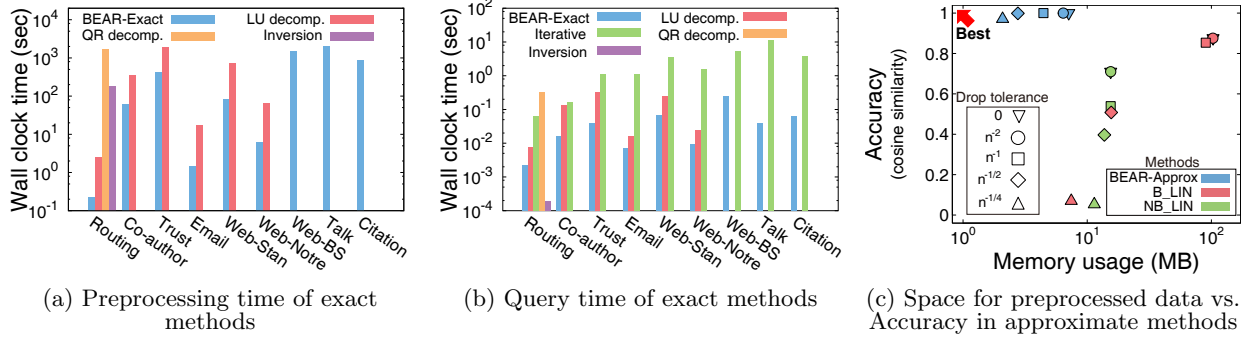 BEAR-Exact
QR decomp.
LU decomp.
Inversion
Wall clock time (sec)
10^4
10^3
10^2
10^1
10^0
10^-1
Routing
Co-author
Trust
Email
Web-Stan
Web-Notre
Web-BS
Talk
Citation
(a) Preprocessing time of exact
methods
BEAR-Exact
Iterative
Inversion
LU decomp.
QR decomp.
Wall clock time (sec)
10^2
10^1
10^0
10^-1
10^-2
10^-3
10^-4
Routing
Co-author
Trust
Email
Web-Stan
Web-Notre
Web-BS
Talk
Citation
(b) Query time of exact methods
Accuracy
(cosine similarity)
1
0.8
0.6
0.4
0.2
0
Best
Drop tolerance
0
n^-2
n^-1
n^-1/2
n^-1/4
Methods
BEAR-Approx
B_LIN
NB_LIN
10^0
10^1
10^2
Memory usage (MB)
(c) Space for preprocessed data vs.
Accuracy in approximate methods